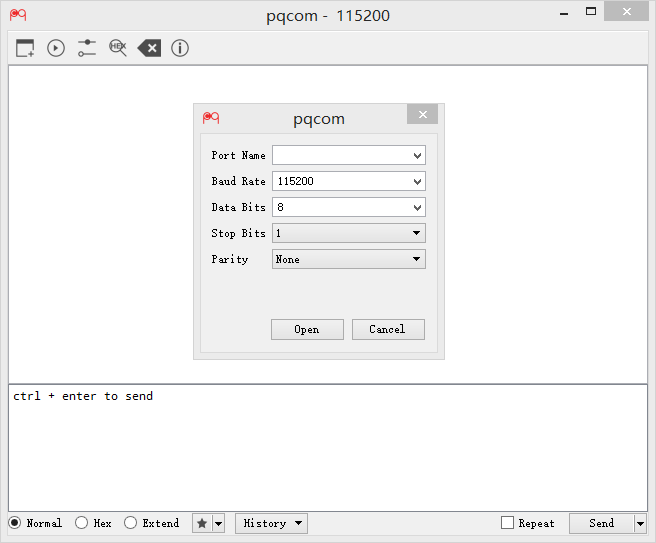 pqcom - 115200
HEX
pqcom
Port Name
Baud Rate 115200
Data Bits 8
Stop Bits 1
Parity None
Open Cancel
ctrl + enter to send
Normal Hex Extend History Repeat Send